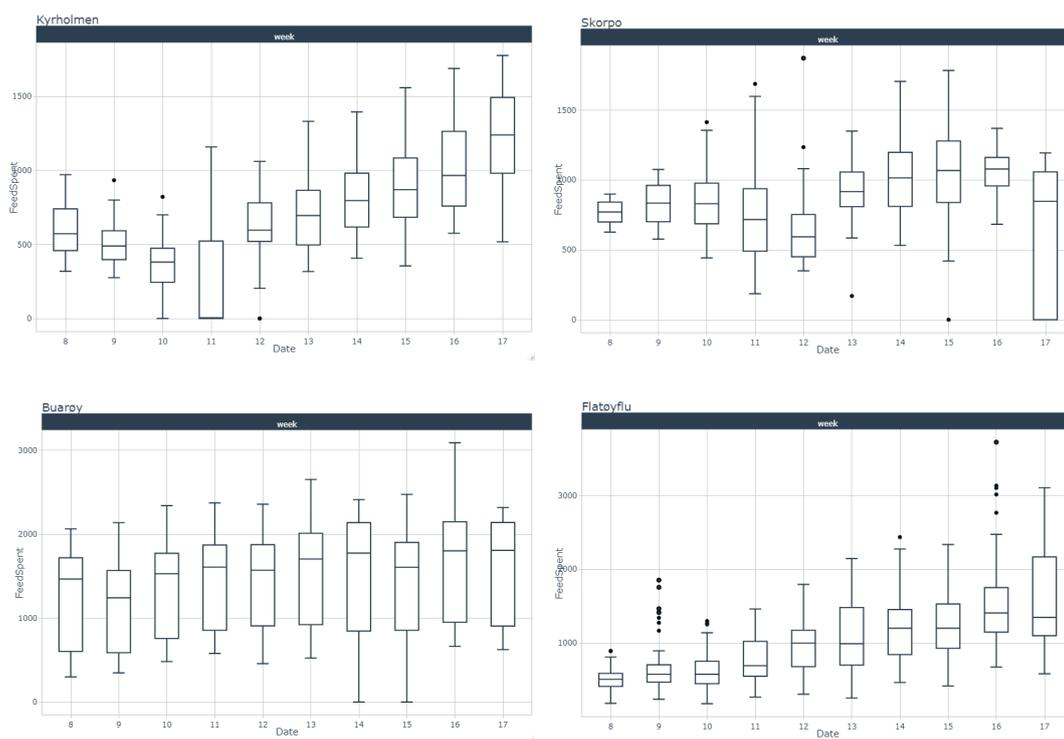 Kyrholmen
week
1500
1000
500
0
FeedSpent
8 9 10 11 12 13 14 15 16 17
Date
Skorpo
week
1500
1000
500
0
FeedSpent
8 9 10 11 12 13 14 15 16 17
Date
Buarøy
week
3000
2000
1000
0
FeedSpent
8 9 10 11 12 13 14 15 16 17
Date
Flatøyflu
week
3000
2000
1000
FeedSpent
8 9 10 11 12 13 14 15 16 17
Date